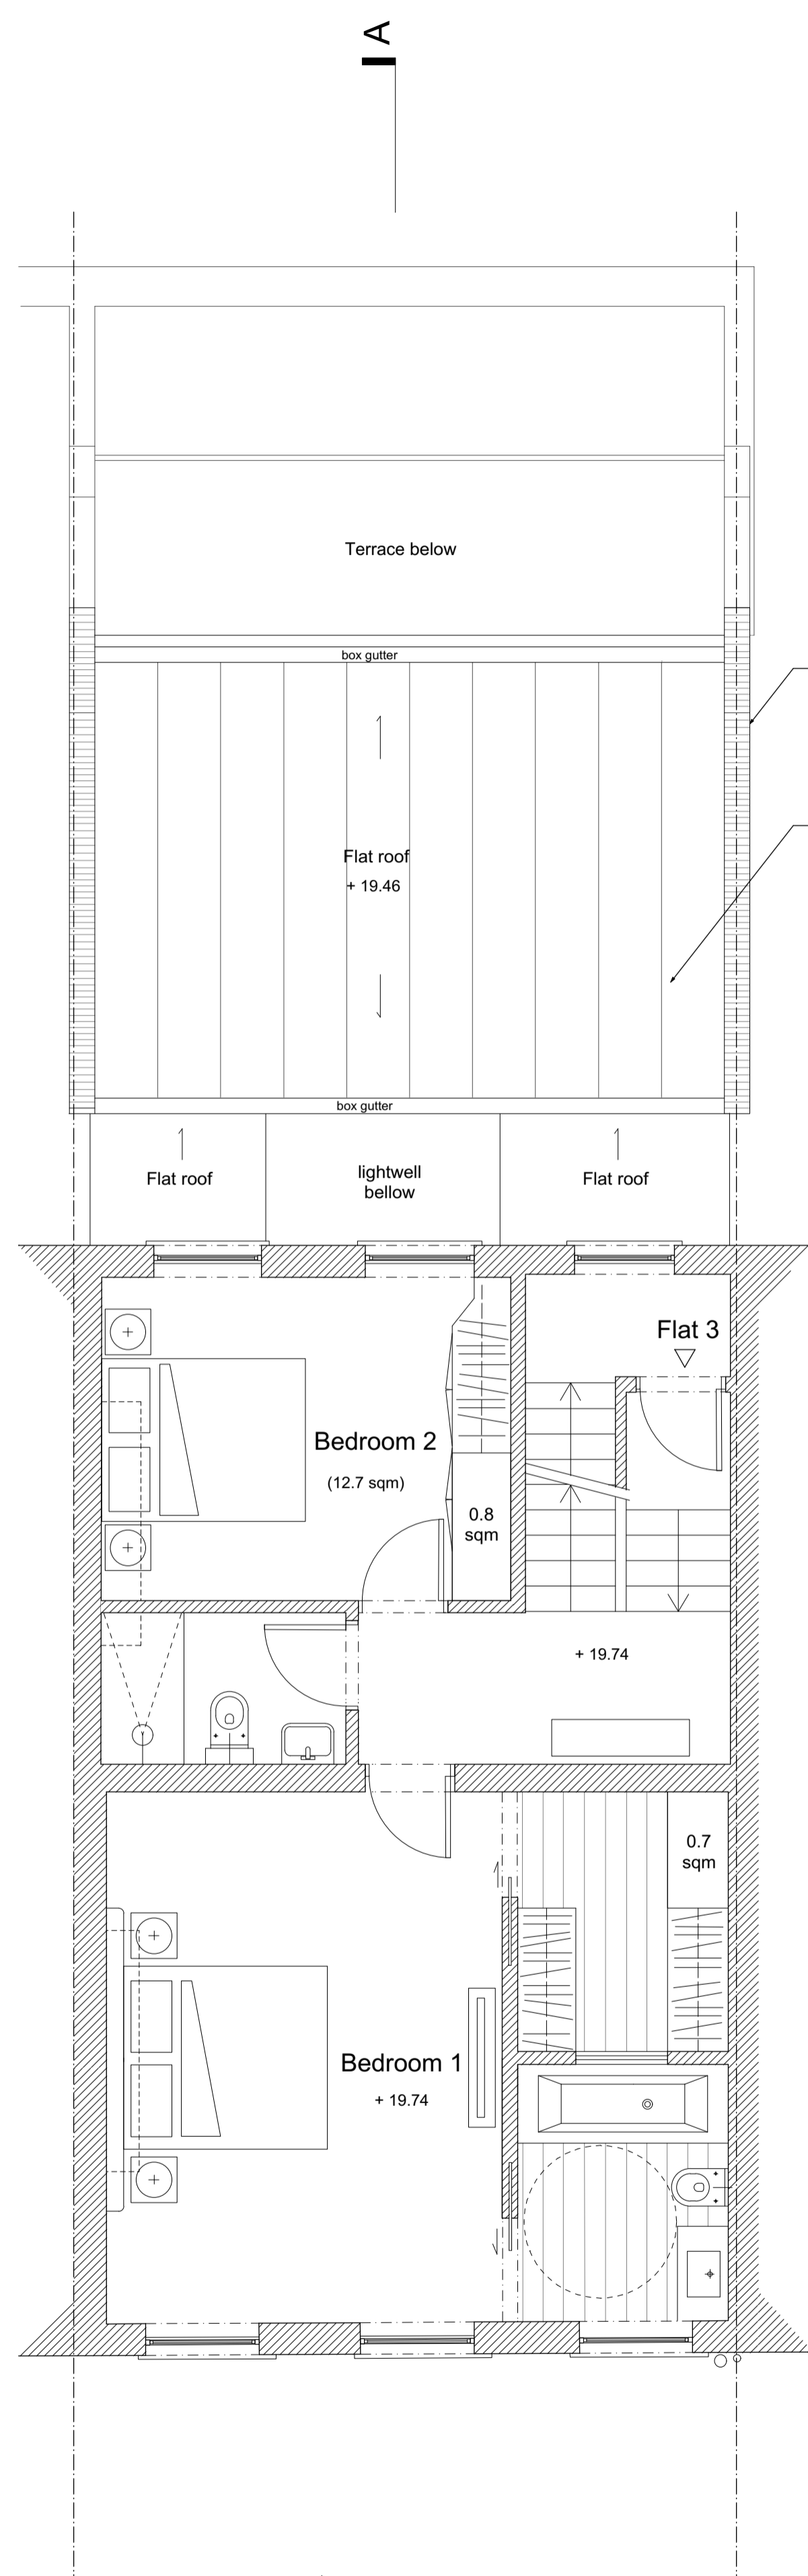 A
Terrace below
box gutter
Flat roof
+ 19.46
box gutter
Flat roof
lightwell
bellow
Flat roof
Flat 3
Bedroom 2
(12.7 sqm)
0.8
sqm
+ 19.74
0.7
sqm
Bedroom 1
+ 19.74